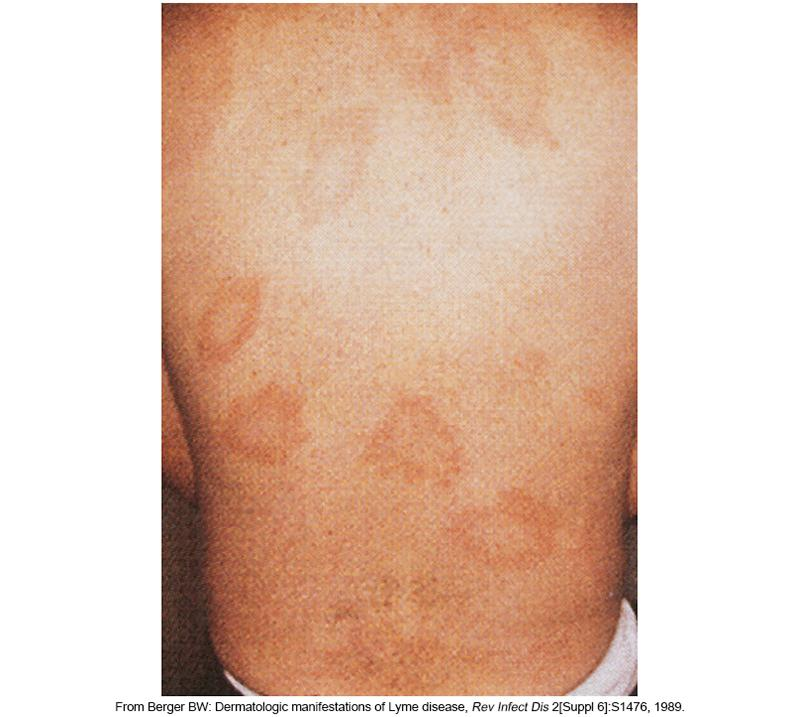 From Berger BW: Dermatologic manifestations of Lyme disease, Rev Infect Dis 2[Suppl 6]:S1476, 1989.